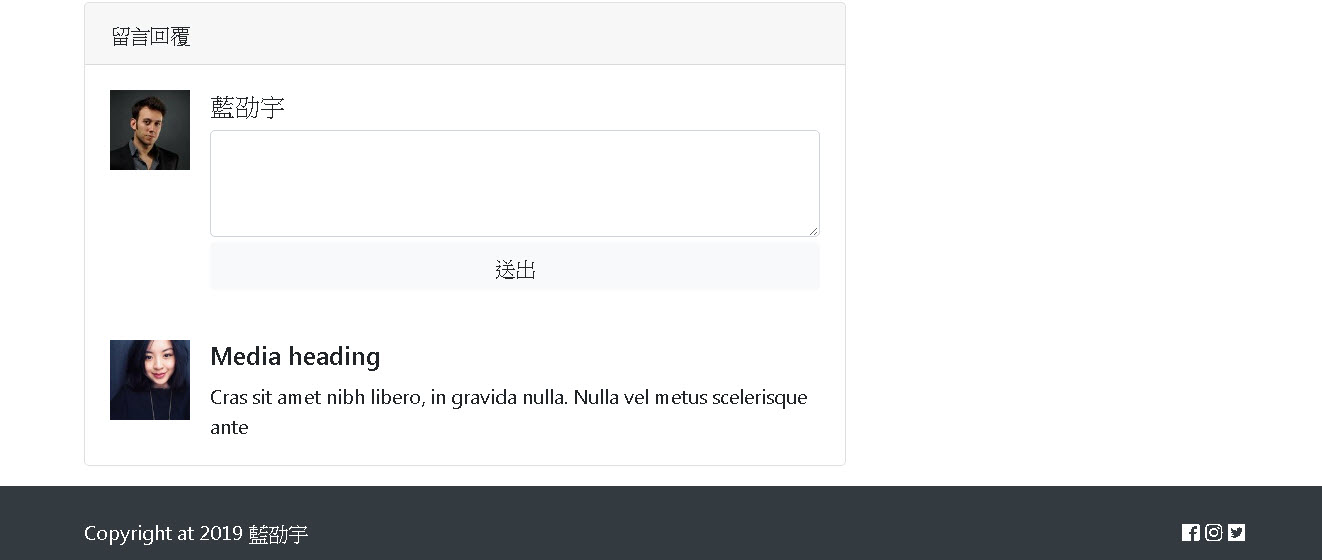 留言回覆
藍劭宇
送出
Media heading
Cras sit amet nibh libero, in gravida nulla. Nulla vel metus scelerisque
ante
Copyright at 2019 藍劭宇